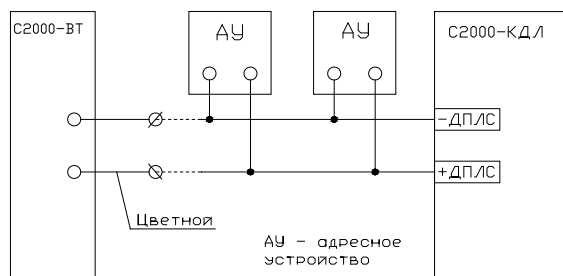 С2000-ВТ
АУ
АУ
С2000-КДЛ
-ДПЛС
+ДПЛС
Цветной
АУ - адресное
устройство